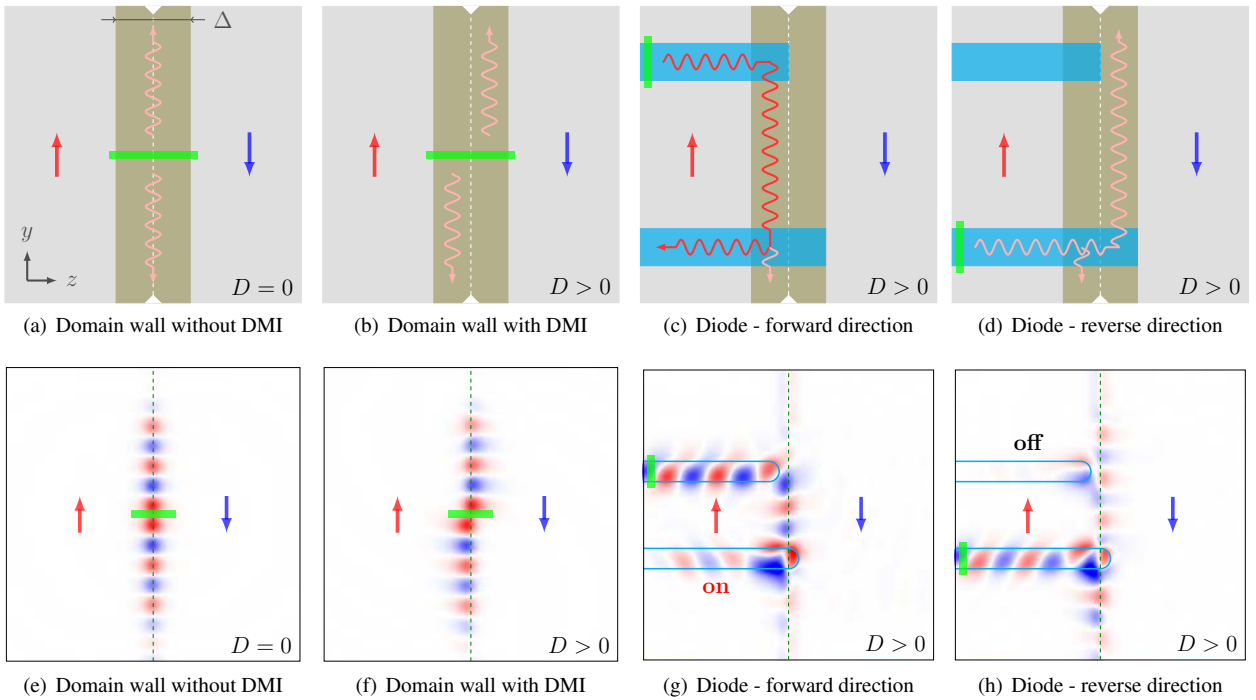 Δ
y
z
D = 0
D > 0
D > 0
D > 0
(a) Domain wall without DMI
(b) Domain wall with DMI
(c) Diode - forward direction
(d) Diode - reverse direction
off
on
D = 0
D > 0
D > 0
D > 0
(e) Domain wall without DMI
(f) Domain wall with DMI
(g) Diode - forward direction
(h) Diode - reverse direction